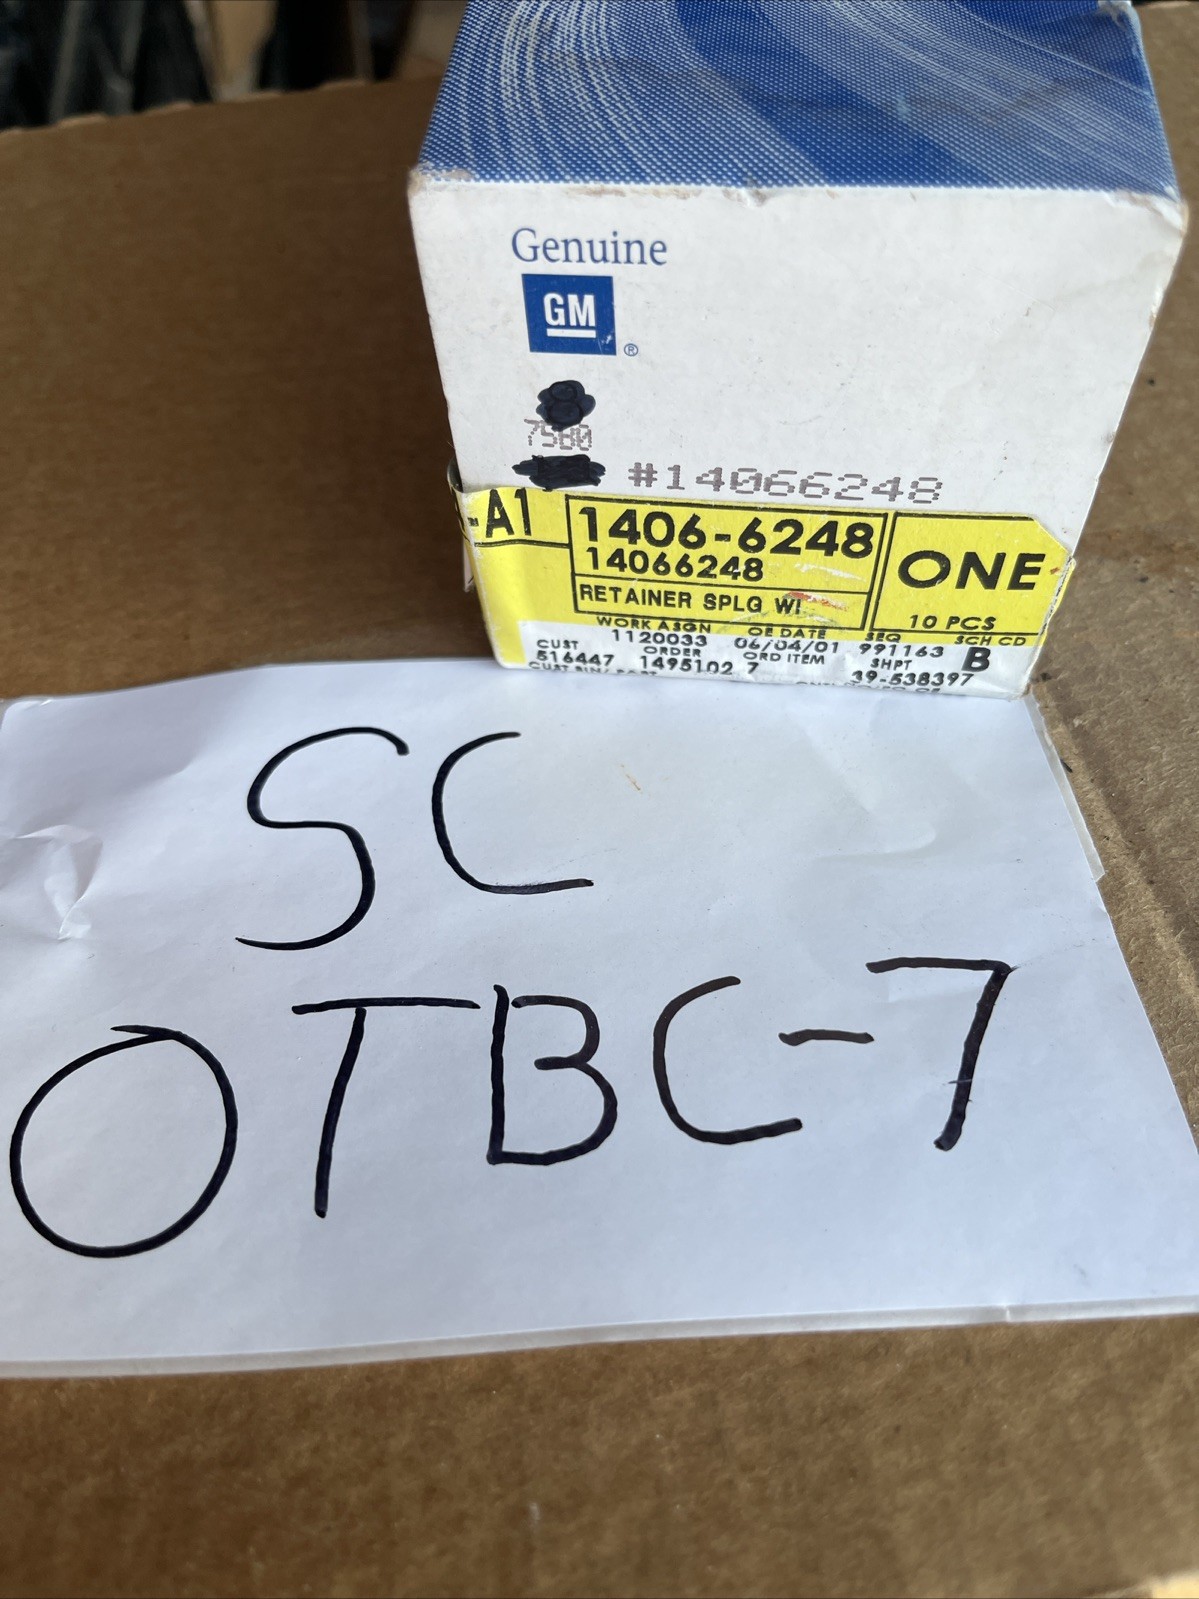 Genuine
GM
®
7580
#14066248
-A1
1406-6248
14066248
ONE
RETAINER SPLG WI
10 PCS
WORK ASGN OE DATE SEQ SCH CD
1120033 06/04/01 991163 B
CUST ORDER ORD ITEM SHPT
516447 1495102 7 39-538397
SC
OTBC-7